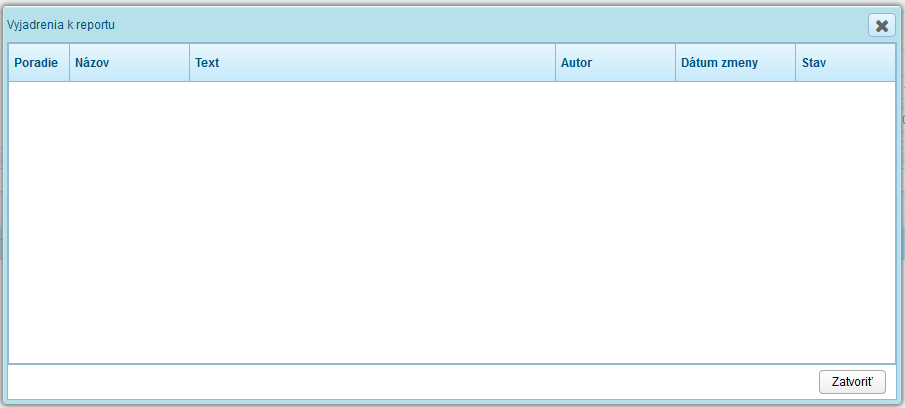 Vyjadrenia k reportu
Poradie Názov Text Autor Dátum zmeny Stav
Zatvoriť